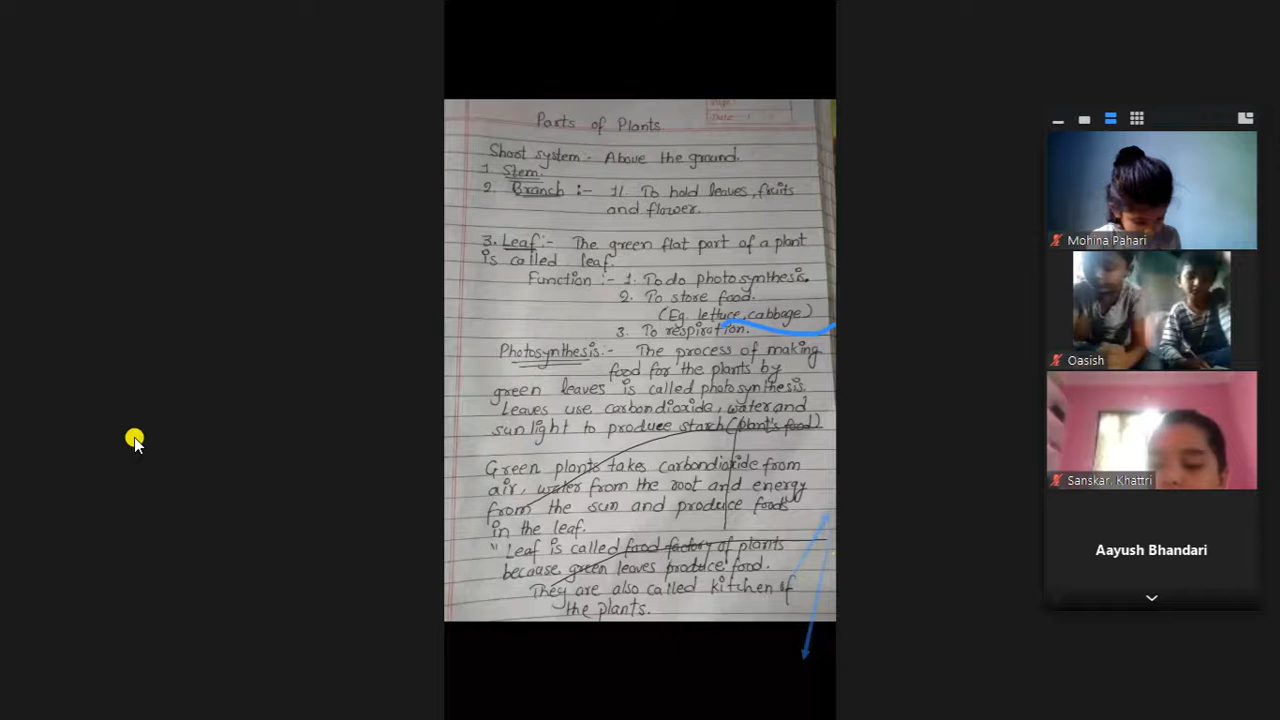 Parts of Plants
Date
Shoot system:- Above the ground.
1. Stem.
2. Branch :- 1/. To hold leaves, fruits
and flower.
3. Leaf:- The green flat part of a plant
is called leaf.
Function :- 1. To do photosynthesis.
2. To store food.
(Eg. lettuce, cabbage)
3. To respiration.
Photosynthesis:- The process of making
food for the plants by
green leaves is called photosynthesis.
Leaves use carbondioxide, water and
sunlight to produce starch (plant's food)
Green plants takes carbondioxide from
air, water from the root and energy
from the sun and produce foods
in the leaf.
" Leaf is called food factory of plants
because green leaves produce food.
They are also called kitchen of
the plants.
Mohina Pahari
Oasish
Sanskar. Khattri
Aayush Bhandari